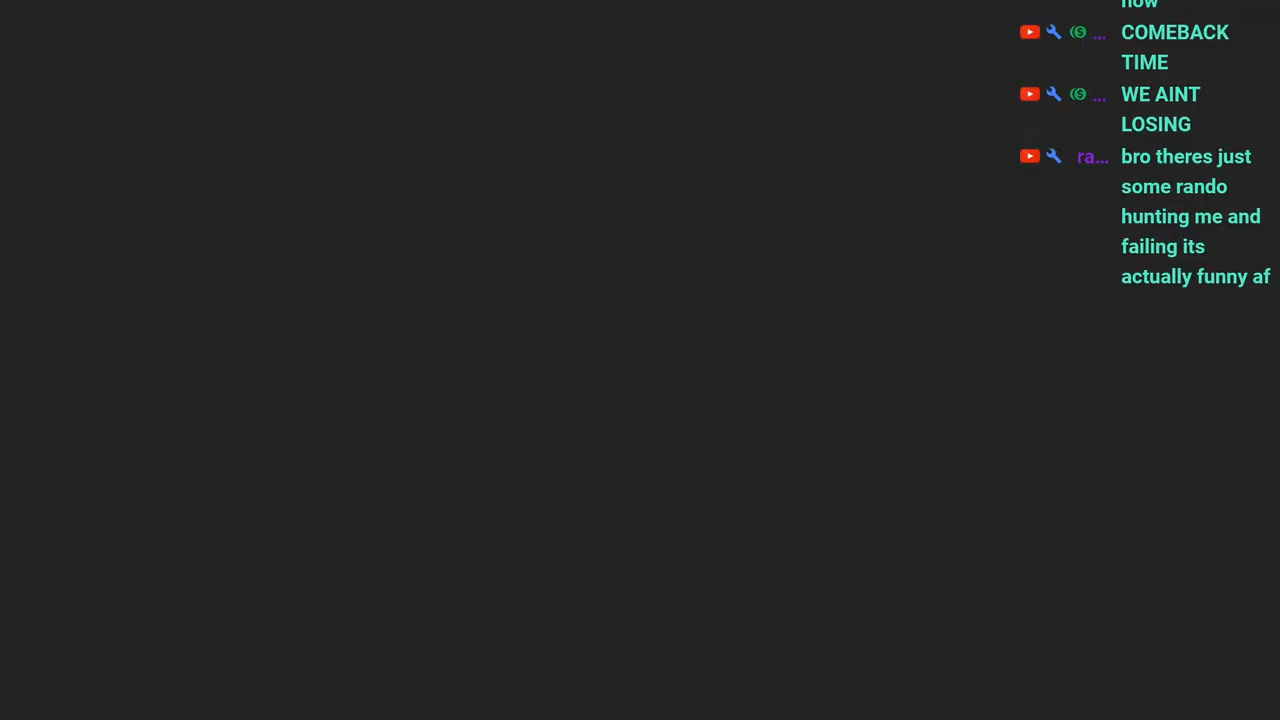 now
... COMEBACK
TIME
... WE AINT
LOSING
ra... bro theres just
some rando
hunting me and
failing its
actually funny af